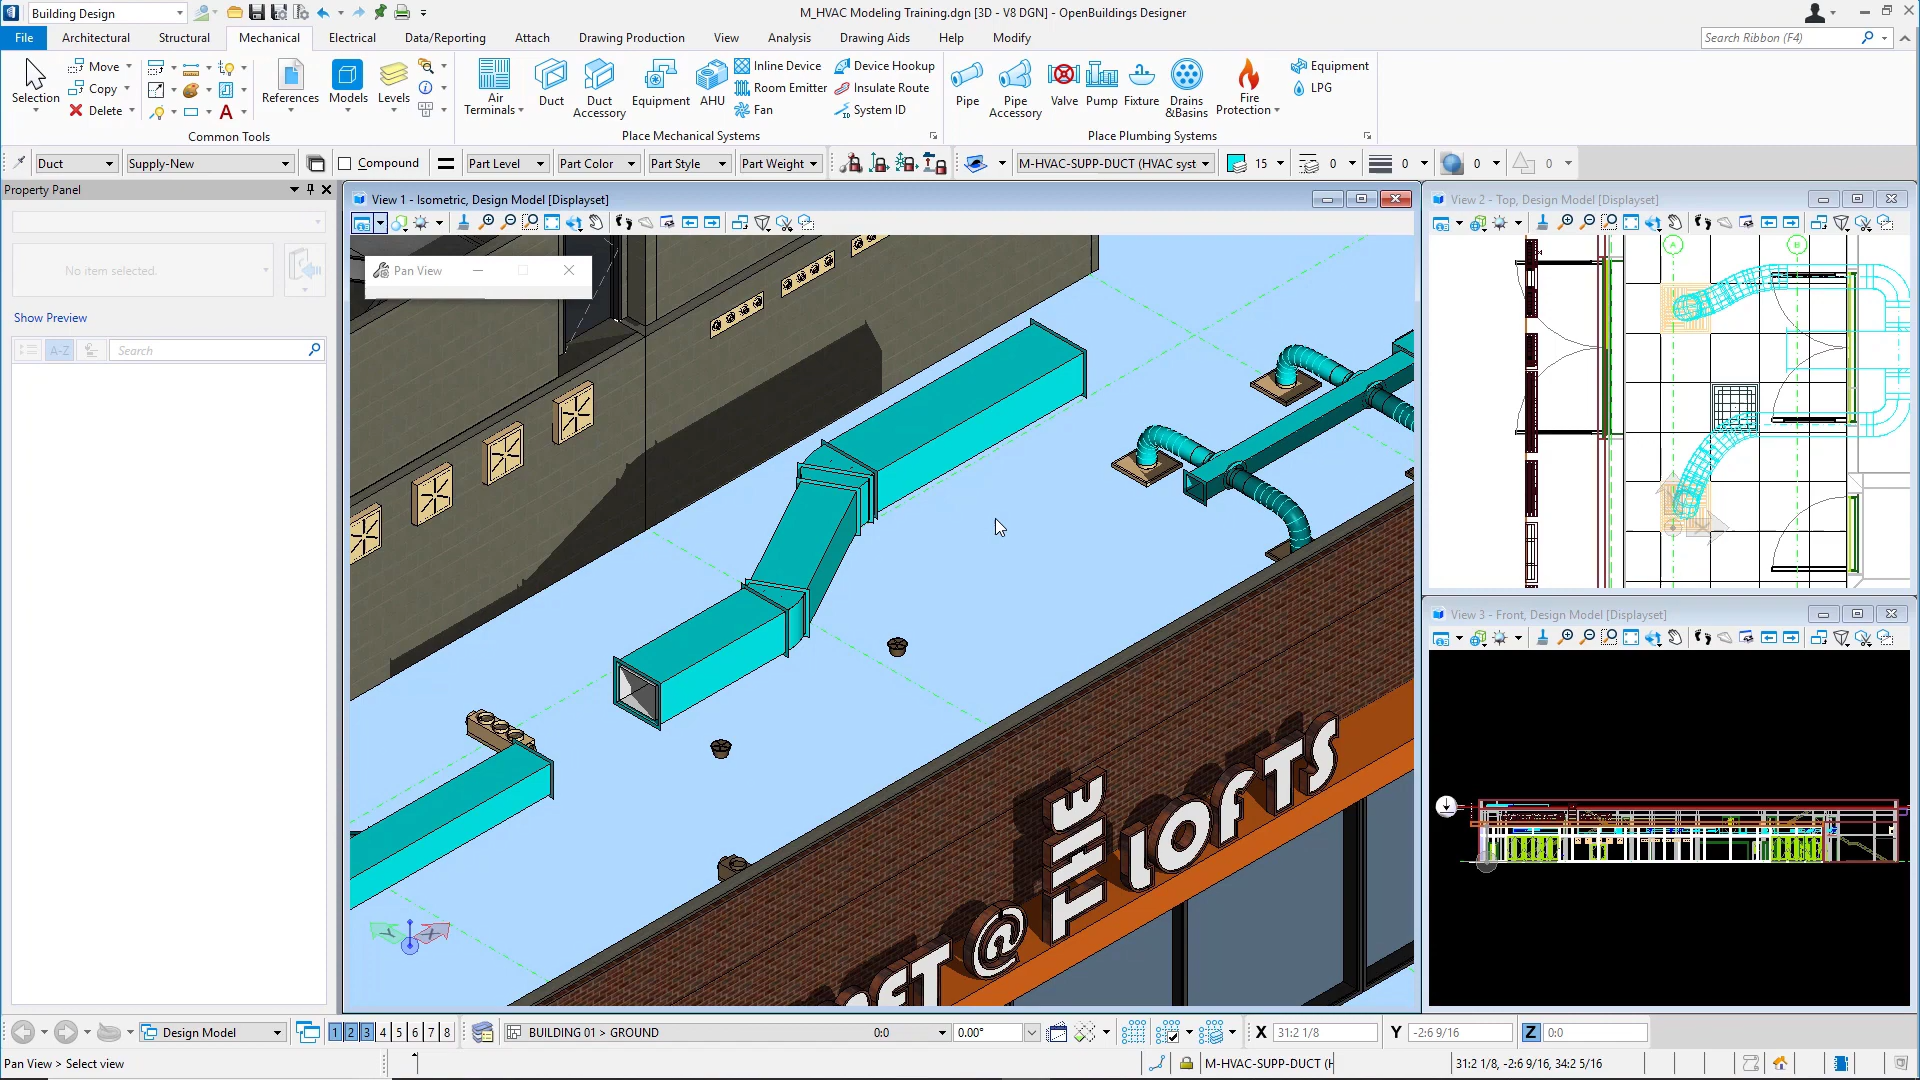 Building Design
M_HVAC Modeling Training.dgn [3D - V8 DGN] - OpenBuildings Designer
File
Architectural
Structural
Mechanical
Electrical
Data/Reporting
Attach
Drawing Production
View
Analysis
Drawing Aids
Help
Modify
Search Ribbon (F4)
Selection
Move
Copy
Delete
References
Models
Levels
Common Tools
Air Terminals
Duct
Duct Accessory
Equipment
AHU
Inline Device
Room Emitter
Fan
Device Hookup
Insulate Route
System ID
Place Mechanical Systems
Pipe
Pipe Accessory
Valve
Pump
Fixture
Drains &Basins
Fire Protection
Equipment
LPG
Place Plumbing Systems
Duct
Supply-New
Compound
Part Level
Part Color
Part Style
Part Weight
M-HVAC-SUPP-DUCT (HVAC syst
15
0
0
0
0
Property Panel
No item selected.
Show Preview
A-Z
Search
View 1 - Isometric, Design Model [Displayset]
Pan View
THE
LOFTS
ET @
Y
X
View 2 - Top, Design Model [Displayset]
A
B
View 3 - Front, Design Model [Displayset]
Design Model
1 2 3 4 5 6 7 8
BUILDING 01 > GROUND
0:0
0.00°
X
31:2 1/8
Y
-2:6 9/16
Z
0:0
Pan View > Select view
M-HVAC-SUPP-DUCT (H
31:2 1/8, -2:6 9/16, 34:2 5/16